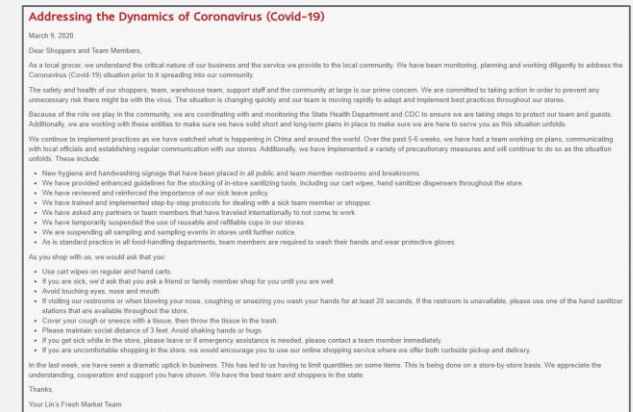 Addressing the Dynamics of Coronavirus (Covid-19)
March 9, 2020
Dear Shoppers and Team Members,
As a local grocer, we understand the critical nature of our business and the service we provide to the local community. We have been monitoring, planning and working diligently to address the
Coronavirus (Covid-19) situation prior to it spreading into our community.
The safety and health of our shoppers, team, warehouse team, support staff and the community at large is our prime concern. We are committed to taking action in order to prevent any
unnecessary risk there might be with the virus. The situation is changing quickly and our team is moving rapidly to adapt and implement best practices throughout our stores.
Because of the role we play in the community, we are coordinating with and monitoring the State Health Department and CDC to ensure we are taking steps to protect our team and guests.
Additionally, we are working with these entities to make sure we have solid short and long-term plans in place to make sure we are here to serve you as this situation unfolds.
We continue to implement practices as we have watched what is happening in China and around the world. Over the past 5-6 weeks, we have had a team working on plans, communicating
with local officials and establishing regular communication with our stores. Additionally, we have implemented a variety of precautionary measures and will continue to do so as the situation
unfolds. These include:
• New hygiene and handwashing signage that have been placed in all public and team member restrooms and breakrooms.
• We have provided enhanced guidelines for the stocking of in-store sanitizing tools, including our cart wipes, hand sanitizer dispensers throughout the store.
• We have reviewed and reinforced the importance of our sick leave policy.
• We have trained and implemented step-by-step protocols for dealing with a sick team member or shopper.
• We have asked any partners or team members that have traveled internationally to not come to work.
• We have temporarily suspended the use of reusable and refillable cups in our stores.
• We are suspending all sampling and sampling events in stores until further notice.
• As is standard practice in all food-handling departments, team members are required to wash their hands and wear protective gloves.
As you shop with us, we would ask that you:
• Use cart wipes on regular and hand carts.
• If you are sick, we'd ask that you ask a friend or family member shop for you until you are well.
• Avoid touching eyes, nose and mouth.
• If visiting our restrooms or when blowing your nose, coughing or sneezing you wash your hands for at least 20 seconds. If the restroom is unavailable, please use one of the hand sanitizer
stations that are available throughout the store.
• Cover your cough or sneeze with a tissue, then throw the tissue in the trash.
• Please maintain social distance of 3 feet. Avoid shaking hands or hugs.
• If you get sick while in the store, please leave or if emergency assistance is needed, please contact a team member immediately.
• If you are uncomfortable shopping in the store, we would encourage you to use our online shopping service where we offer both curbside pickup and delivery.
In the last week, we have seen a dramatic uptick in business. This has led to us having to limit quantities on some items. This is being done on a store-by-store basis. We appreciate the
understanding, cooperation and support you have shown. We have the best team and shoppers in the state.
Thanks,
Your Lin's Fresh Market Team